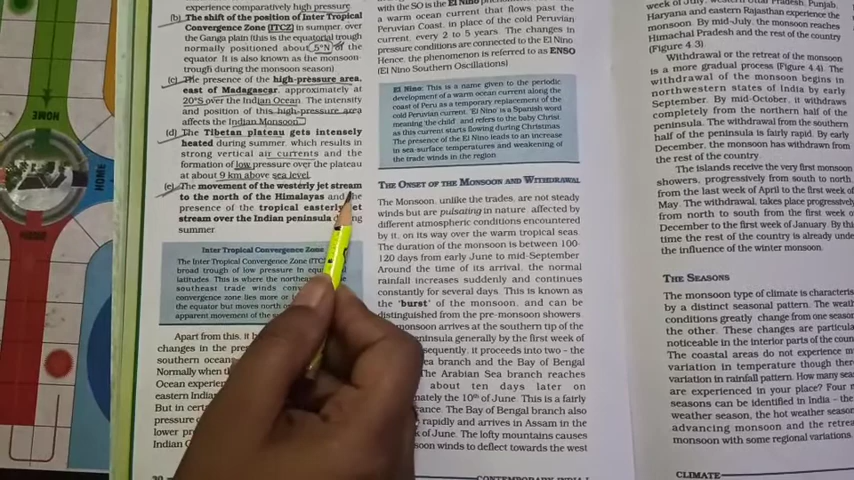 experience comparatively high pressure.
(b) The shift of the position of Inter Tropical
Convergence Zone (ITCZ) in summer, over
the Ganga plain (this is the equatorial trough
normally positioned about 5°N of the
equator. It is also known as the monsoon-
trough during the monsoon season)
(c) The presence of the high-pressure area,
east of Madagascar, approximately at
20°S over the Indian Ocean. The intensity
and position of this high-pressure area
affects the Indian Monsoon.
(d) The Tibetan plateau gets intensely
heated during summer, which results in
strong vertical air currents and the
formation of low pressure over the plateau
at about 9 km above sea level.
(e) The movement of the westerly jet stream
to the north of the Himalayas and the
presence of the tropical easterly jet
stream over the Indian peninsula during
summer.
Inter Tropical Convergence Zone
The Inter Tropical Convergence Zone (ITCZ)
broad trough of low pressure in equ
latitudes. This is where the northeast
southeast trade winds con
convergence zone lies more
the equator but moves north
apparent movement of
Apart from this, it
changes in the pres
southern ocean
Normally when
Ocean experie
eastern
But in certa
lower pr
pressure
Indian
30
with the SO is the El Nino
a warm ocean current that flows past the
Peruvian Coast, in place of the cold Peruvian
current, every 2 to 5 years. The changes in
pressure conditions are connected to the El Nino.
Hence, the phenomenon is referred to as ENSO
(El Nino Southern Oscillations).
El Nino: This is a name given to the periodic
development of a warm ocean current along the
coast of Peru as a temporary replacement of the
cold Peruvian current. 'El Nino' is a Spanish word
meaning 'the child', and refers to the baby Christ,
as this current starts flowing during Christmas.
The presence of the El Nino leads to an increase
in sea-surface temperatures and weakening of
the trade winds in the region.
The Onset of the Monsoon and Withdrawal
The Monsoon, unlike the trades, are not steady
winds but are pulsating in nature, affected by
different atmospheric conditions encountered
by it, on its way over the warm tropical seas.
The duration of the monsoon is between 100-
120 days from early June to mid-September.
Around the time of its arrival, the normal
rainfall increases suddenly and continues
constantly for several days. This is known as
the 'burst' of the monsoon, and can be
distinguished from the pre-monsoon showers.
monsoon arrives at the southern tip of the
peninsula generally by the first week of
equently, it proceeds into two – the
ea branch and the Bay of Bengal
The Arabian Sea branch
about ten days later on
ately the 10th of June. This is a fairly
ance. The Bay of Bengal branch also
rapidly and arrives in Assam in the
of June. The lofty mountains causes
soon winds to deflect towards the west
CONTEMPORARY INDIA-I
week of July, Western Uttar Pradesh, Punjab,
Haryana and eastern Rajasthan experience the
monsoon. By mid-July, the monsoon reaches
Himachal Pradesh and the rest of the country
(Figure 4.3).
Withdrawal or the retreat of the monsoon
is a more gradual process (Figure 4.4). The
withdrawal of the monsoon begins in
northwestern states of India by early
September. By mid-October, it withdraws
completely from the northern half of the
peninsula. The withdrawal from the southern
half of the peninsula is fairly rapid. By early
December, the monsoon has withdrawn from
the rest of the country.
The islands receive the very first monsoon
showers, progressively from south to north,
from the last week of April to the first week of
May. The withdrawal, takes place progressively
from north to south from the first week of
December to the first week of January. By this
time the rest of the country is already under
the influence of the winter monsoon.
The Seasons
The monsoon type of climate is characteris
by a distinct seasonal pattern. The weather
conditions greatly change from one season
the other. These changes are particular
noticeable in the interior parts of the coun
The coastal areas do not experience much
variation in temperature though there
variation in rainfall pattern. How many seas
are experienced in your place? Four m
seasons can be identified in India – the
weather season, the hot weather season,
advancing monsoon and the retreating
monsoon with some regional variations.
CLIMATE